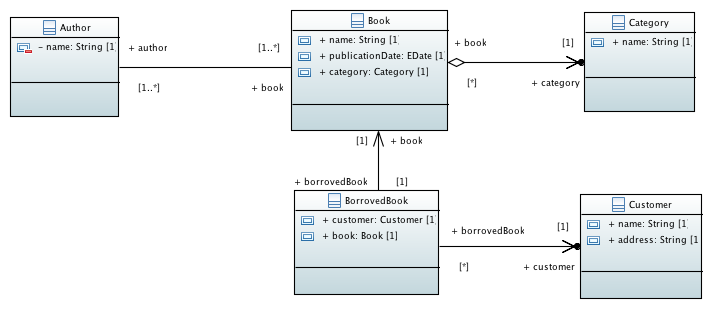 Author
- name: String [1]
+ author
[1..*]
[1..*]
+ book
Book
+ name: String [1]
+ publicationDate: EDate [1]
+ category: Category [1]
+ book
[1]
[*]
+ category
Category
+ name: String [1]
[1]
+ book
+ borrovedBook
[1]
BorrovedBook
+ customer: Customer [1]
+ book: Book [1]
+ borrovedBook
[1]
[*]
+ customer
Customer
+ name: String [1]
+ address: String [1